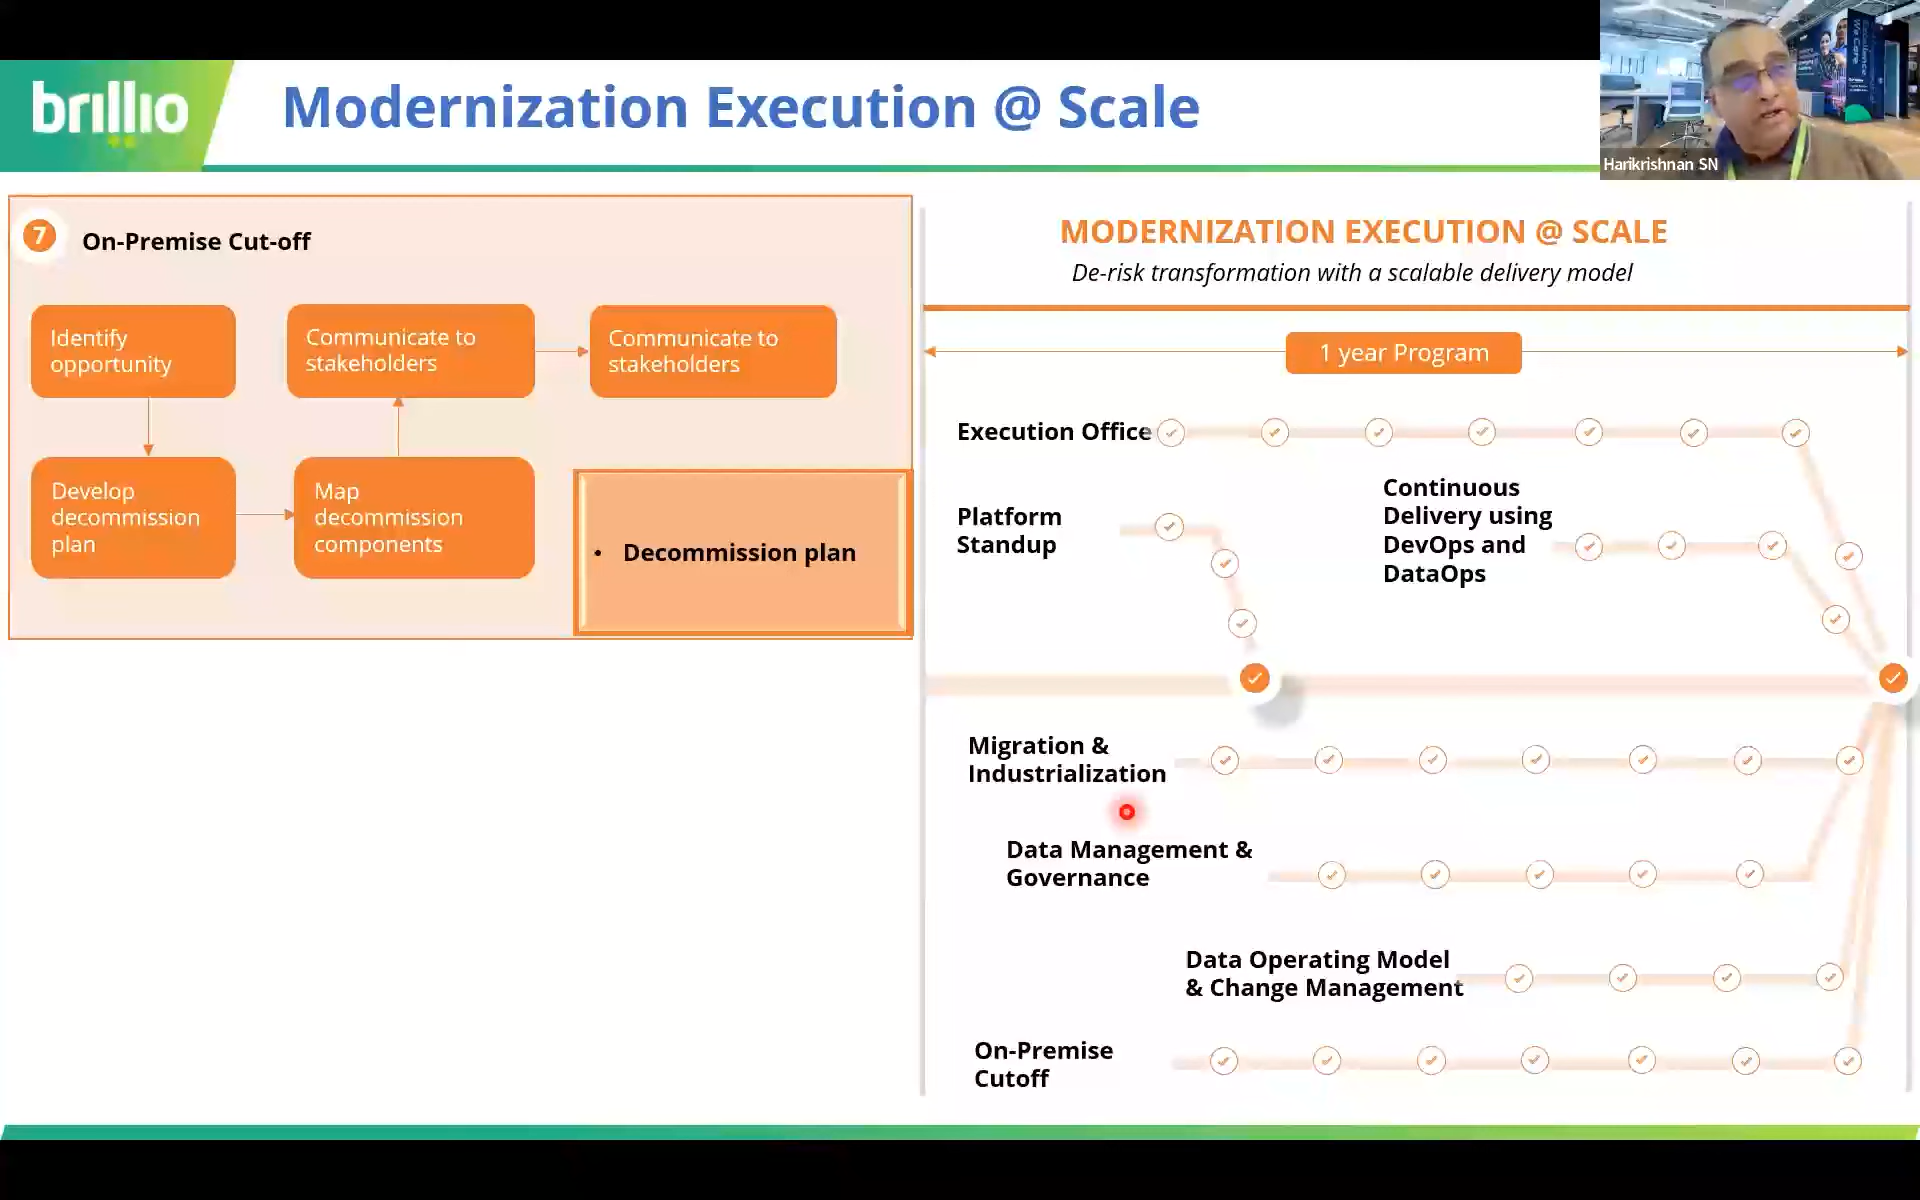 brillio
Modernization Execution @ Scale
Harikrishnan SN
7
On-Premise Cut-off
Identify
opportunity
Communicate to
stakeholders
Communicate to
stakeholders
Develop
decommission
plan
Map
decommission
components
• Decommission plan
MODERNIZATION EXECUTION @ SCALE
De-risk transformation with a scalable delivery model
1 year Program
Execution Office
Platform
Standup
Continuous
Delivery using
DevOps and
DataOps
Migration &
Industrialization
Data Management &
Governance
Data Operating Model
& Change Management
On-Premise
Cutoff